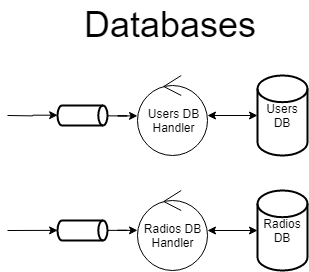 Databases
Users DB
Handler
Users
DB
Radios DB
Handler
Radios
DB